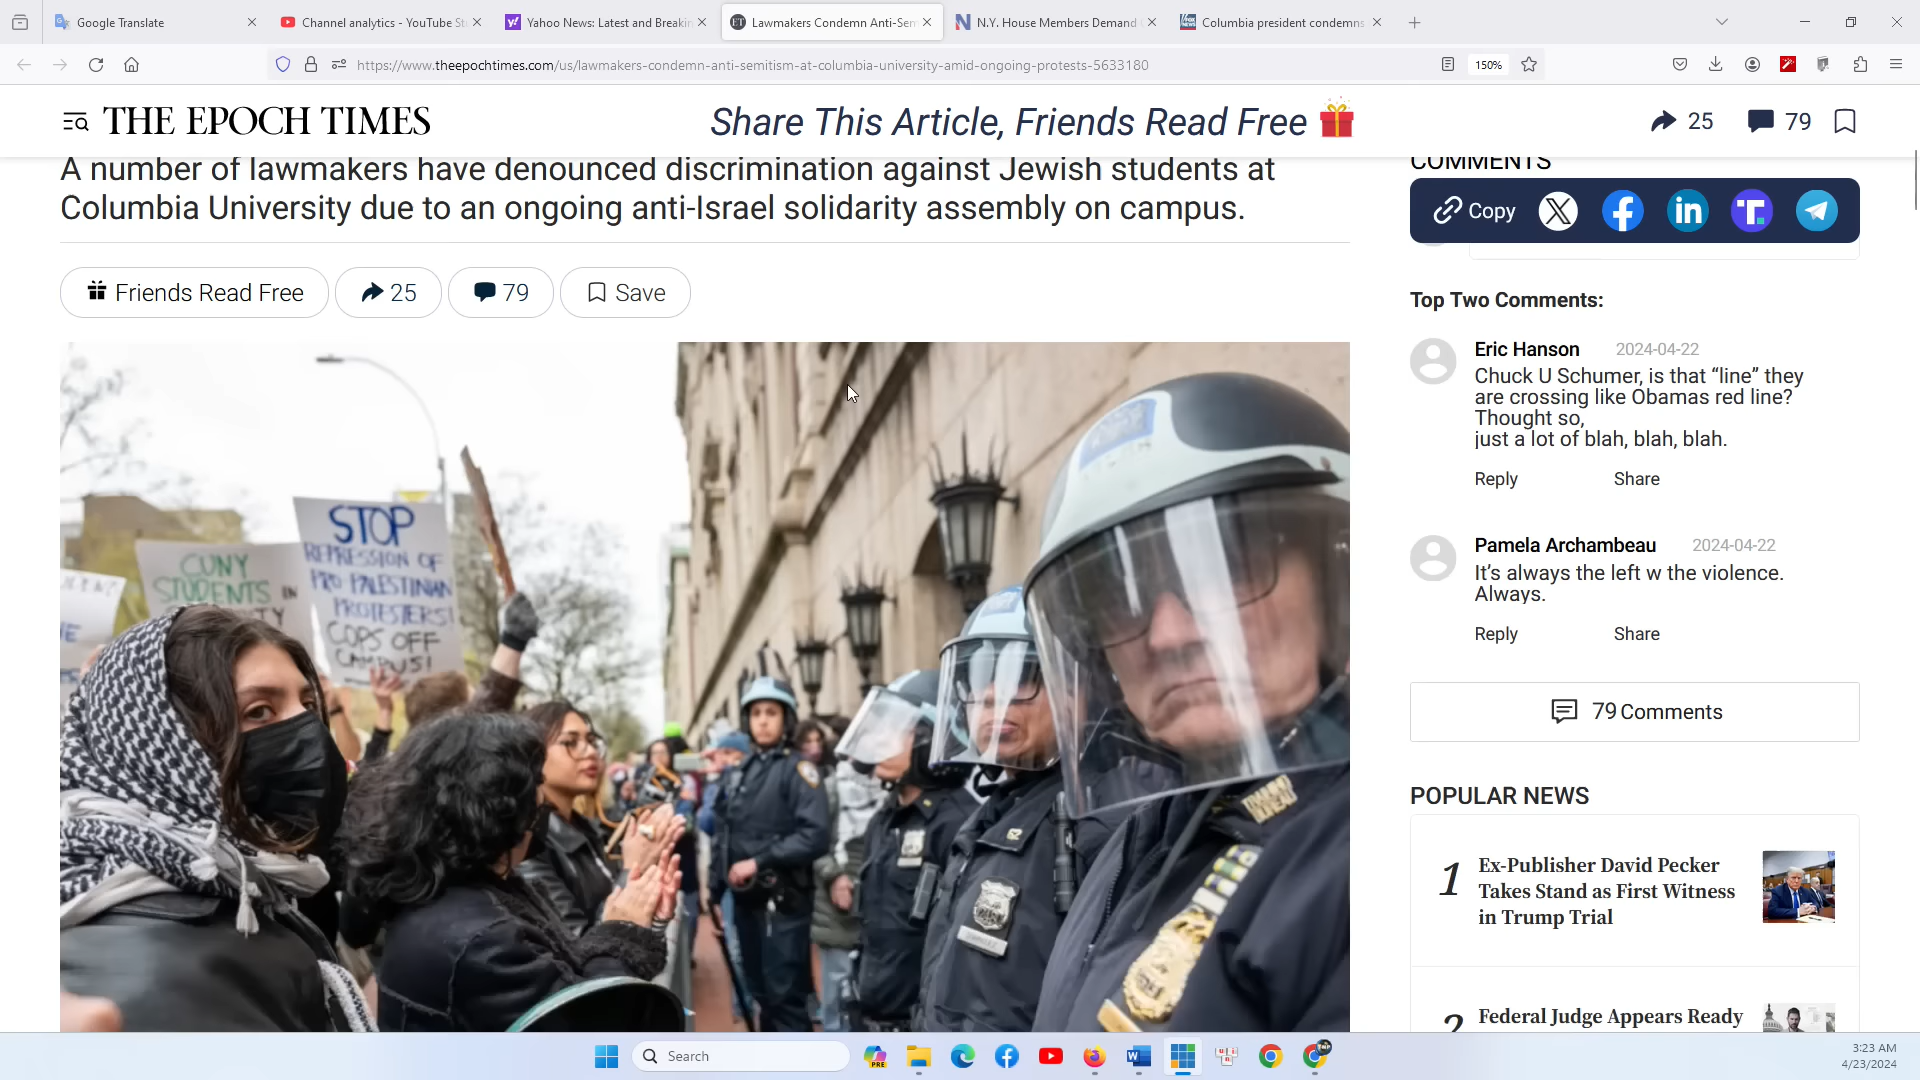 Google Translate
Channel analytics - YouTube St
Yahoo News: Latest and Breakin
Lawmakers Condemn Anti-Sem
N.Y. House Members Demand
Columbia president condemns
https://www.theepochtimes.com/us/lawmakers-condemn-anti-semitism-at-columbia-university-amid-ongoing-protests-5633180
150%
THE EPOCH TIMES
Share This Article, Friends Read Free
25
79
A number of lawmakers have denounced discrimination against Jewish students at
Columbia University due to an ongoing anti-Israel solidarity assembly on campus.
Friends Read Free
25
79
Save
CUNY
STUDENTS IN
STOP
REPRESSION OF
PRO PALESTINIAN
PROTESTERS!
COPS OFF
CAMPUS!
COMMENTS
Copy
Top Two Comments:
Eric Hanson 2024-04-22
Chuck U Schumer, is that “line” they
are crossing like Obamas red line?
Thought so,
just a lot of blah, blah, blah.
Reply Share
Pamela Archambeau 2024-04-22
It’s always the left w the violence.
Always.
Reply Share
79 Comments
POPULAR NEWS
1
Ex-Publisher David Pecker
Takes Stand as First Witness
in Trump Trial
2
Federal Judge Appears Ready
Search
3:23 AM
4/23/2024